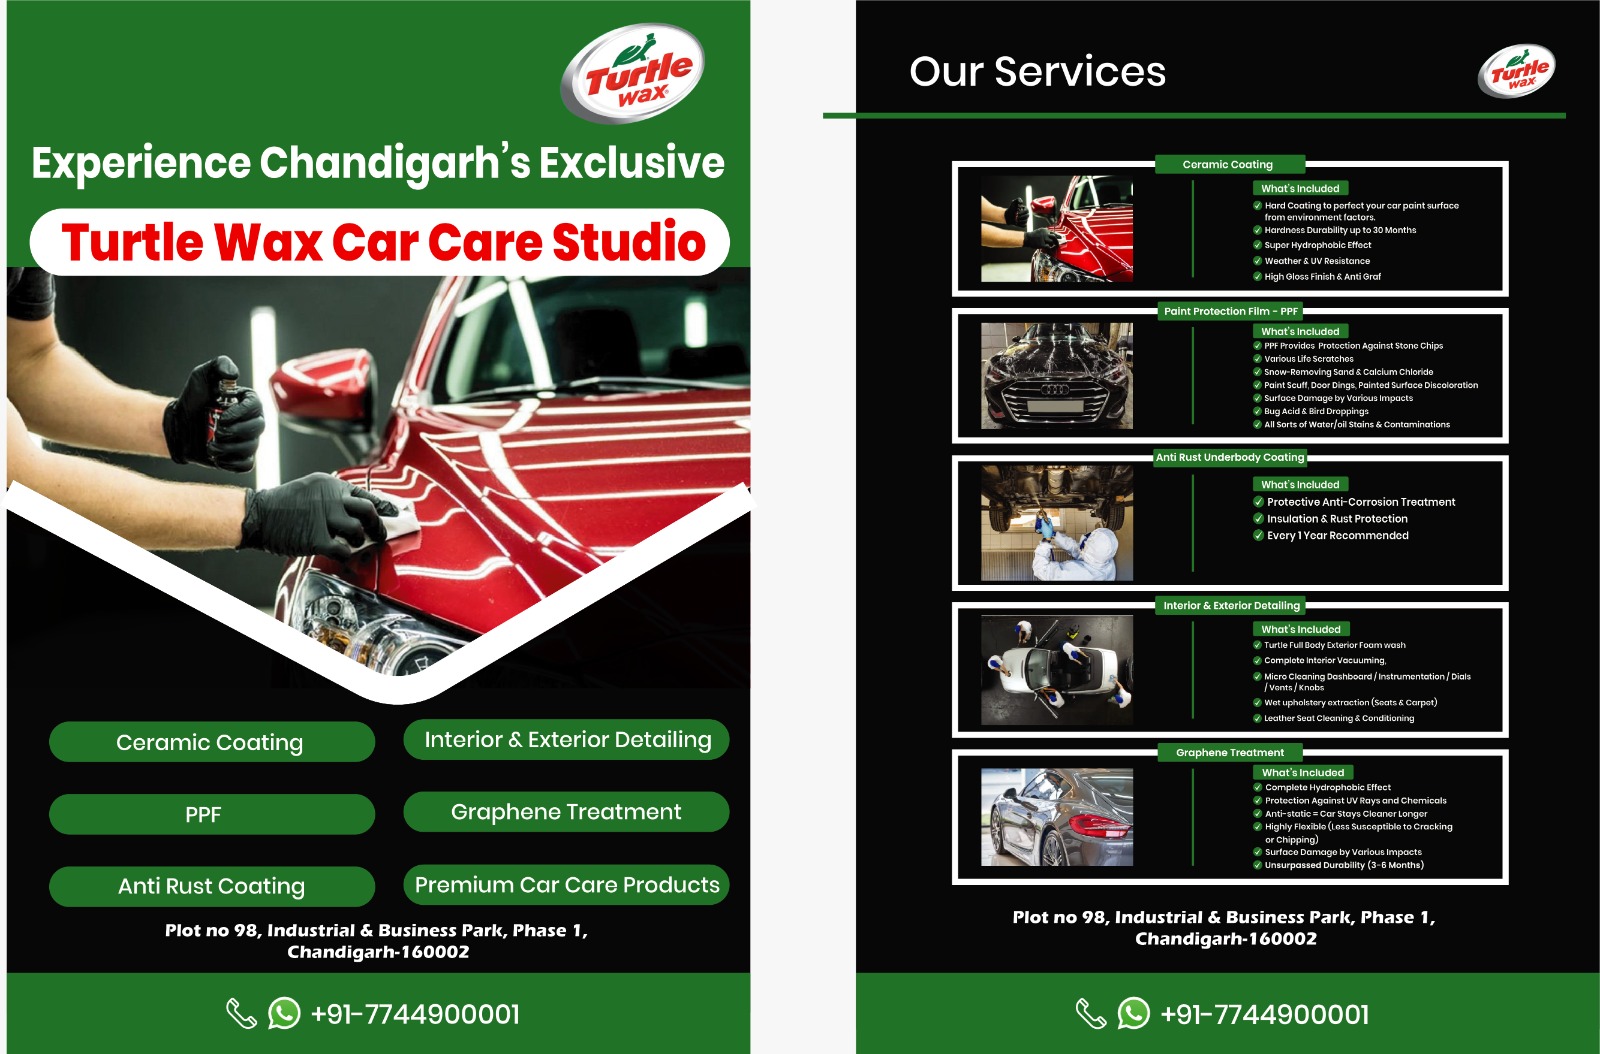 Turtle
wax
Experience Chandigarh's Exclusive
Turtle Wax Car Care Studio
Ceramic Coating
Interior & Exterior Detailing
PPF
Graphene Treatment
Anti Rust Coating
Premium Car Care Products
Plot no 98, Industrial & Business Park, Phase 1,
Chandigarh-160002
+91-7744900001
Our Services
Turtle
wax
Ceramic Coating
What's Included
Hard Coating to perfect your car paint surface
from environment factors.
Hardness Durability up to 30 Months
Super Hydrophobic Effect
Weather & UV Resistance
High Gloss Finish & Anti Graf
Paint Protection Film - PPF
What's Included
PPF Provides Protection Against Stone Chips
Various Life Scratches
Snow-Removing Sand & Calcium Chloride
Paint Scuff, Door Dings, Painted Surface Discoloration
Surface Damage by Various Impacts
Bug Acid & Bird Droppings
All Sorts of Water/oil Stains & Contaminations
Anti Rust Underbody Coating
What's Included
Protective Anti-Corrosion Treatment
Insulation & Rust Protection
Every 1 Year Recommended
Interior & Exterior Detailing
What's Included
Turtle Full Body Exterior Foam wash
Complete Interior Vacuuming,
Micro Cleaning Dashboard / Instrumentation / Dials
/ Vents / Knobs
Wet upholstery extraction (Seats & Carpet)
Leather Seat Cleaning & Conditioning
Graphene Treatment
What's Included
Complete Hydrophobic Effect
Protection Against UV Rays and Chemicals
Anti-static = Car Stays Cleaner Longer
Highly Flexible (Less Susceptible to Cracking
or Chipping)
Surface Damage by Various Impacts
Unsurpassed Durability (3-6 Months)
Plot no 98, Industrial & Business Park, Phase 1,
Chandigarh-160002
+91-7744900001